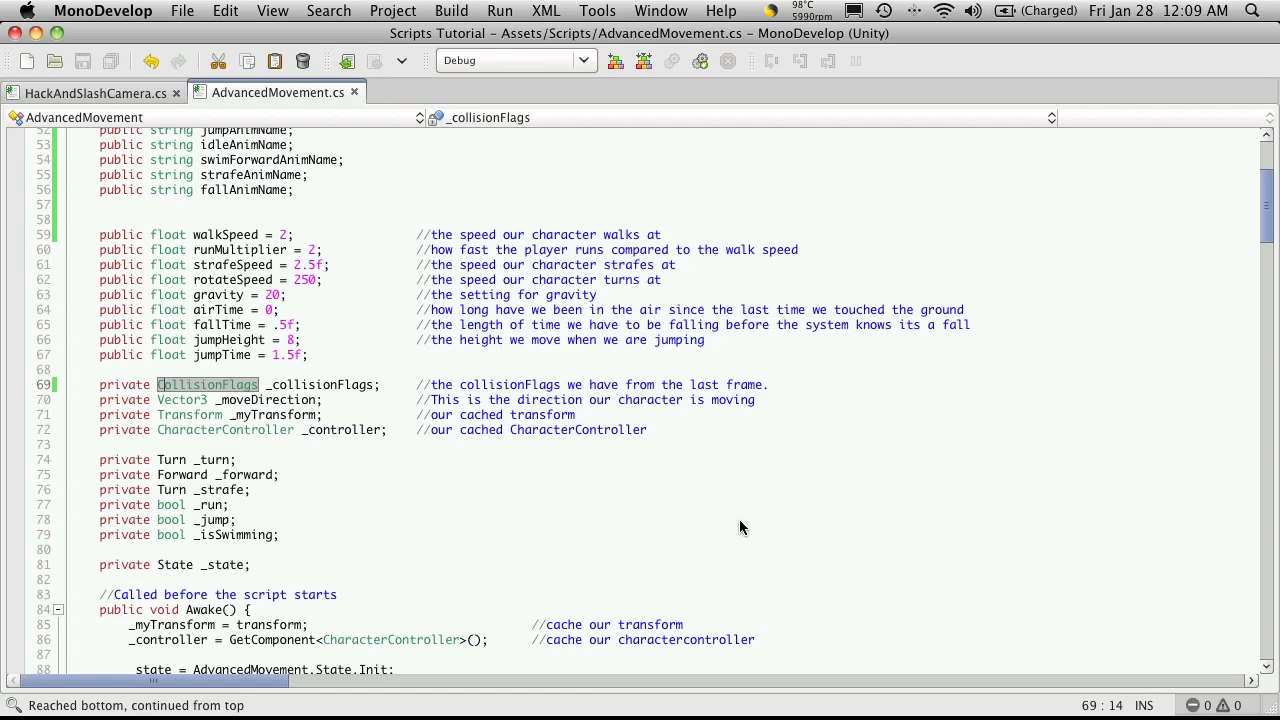 MonoDevelop File Edit View Search Project Build Run XML Tools Window Help 98°C 5990rpm (Charged) Fri Jan 28 12:09 AM
Scripts Tutorial - Assets/Scripts/AdvancedMovement.cs - MonoDevelop (Unity)
Debug
HackAndSlashCamera.cs AdvancedMovement.cs
AdvancedMovement _collisionFlags
52 public string jumpAnimName;
53 public string idleAnimName;
54 public string swimForwardAnimName;
55 public string strafeAnimName;
56 public string fallAnimName;
57
58
59 public float walkSpeed = 2; //the speed our character walks at
60 public float runMultiplier = 2; //how fast the player runs compared to the walk speed
61 public float strafeSpeed = 2.5f; //the speed our character strafes at
62 public float rotateSpeed = 250; //the speed our character turns at
63 public float gravity = 20; //the setting for gravity
64 public float airTime = 0; //how long have we been in the air since the last time we touched the ground
65 public float fallTime = .5f; //the length of time we have to be falling before the system knows its a fall
66 public float jumpHeight = 8; //the height we move when we are jumping
67 public float jumpTime = 1.5f;
68
69 private CollisionFlags _collisionFlags; //the collisionFlags we have from the last frame.
70 private Vector3 _moveDirection; //This is the direction our character is moving
71 private Transform _myTransform; //our cached transform
72 private CharacterController _controller; //our cached CharacterController
73
74 private Turn _turn;
75 private Forward _forward;
76 private Turn _strafe;
77 private bool _run;
78 private bool _jump;
79 private bool _isSwimming;
80
81 private State _state;
82
83 //Called before the script starts
84 public void Awake() {
85 _myTransform = transform; //cache our transform
86 _controller = GetComponent<CharacterController>(); //cache our charactercontroller
87
88 _state = AdvancedMovement.State.Init;
Reached bottom, continued from top 69 : 14 INS 0 0